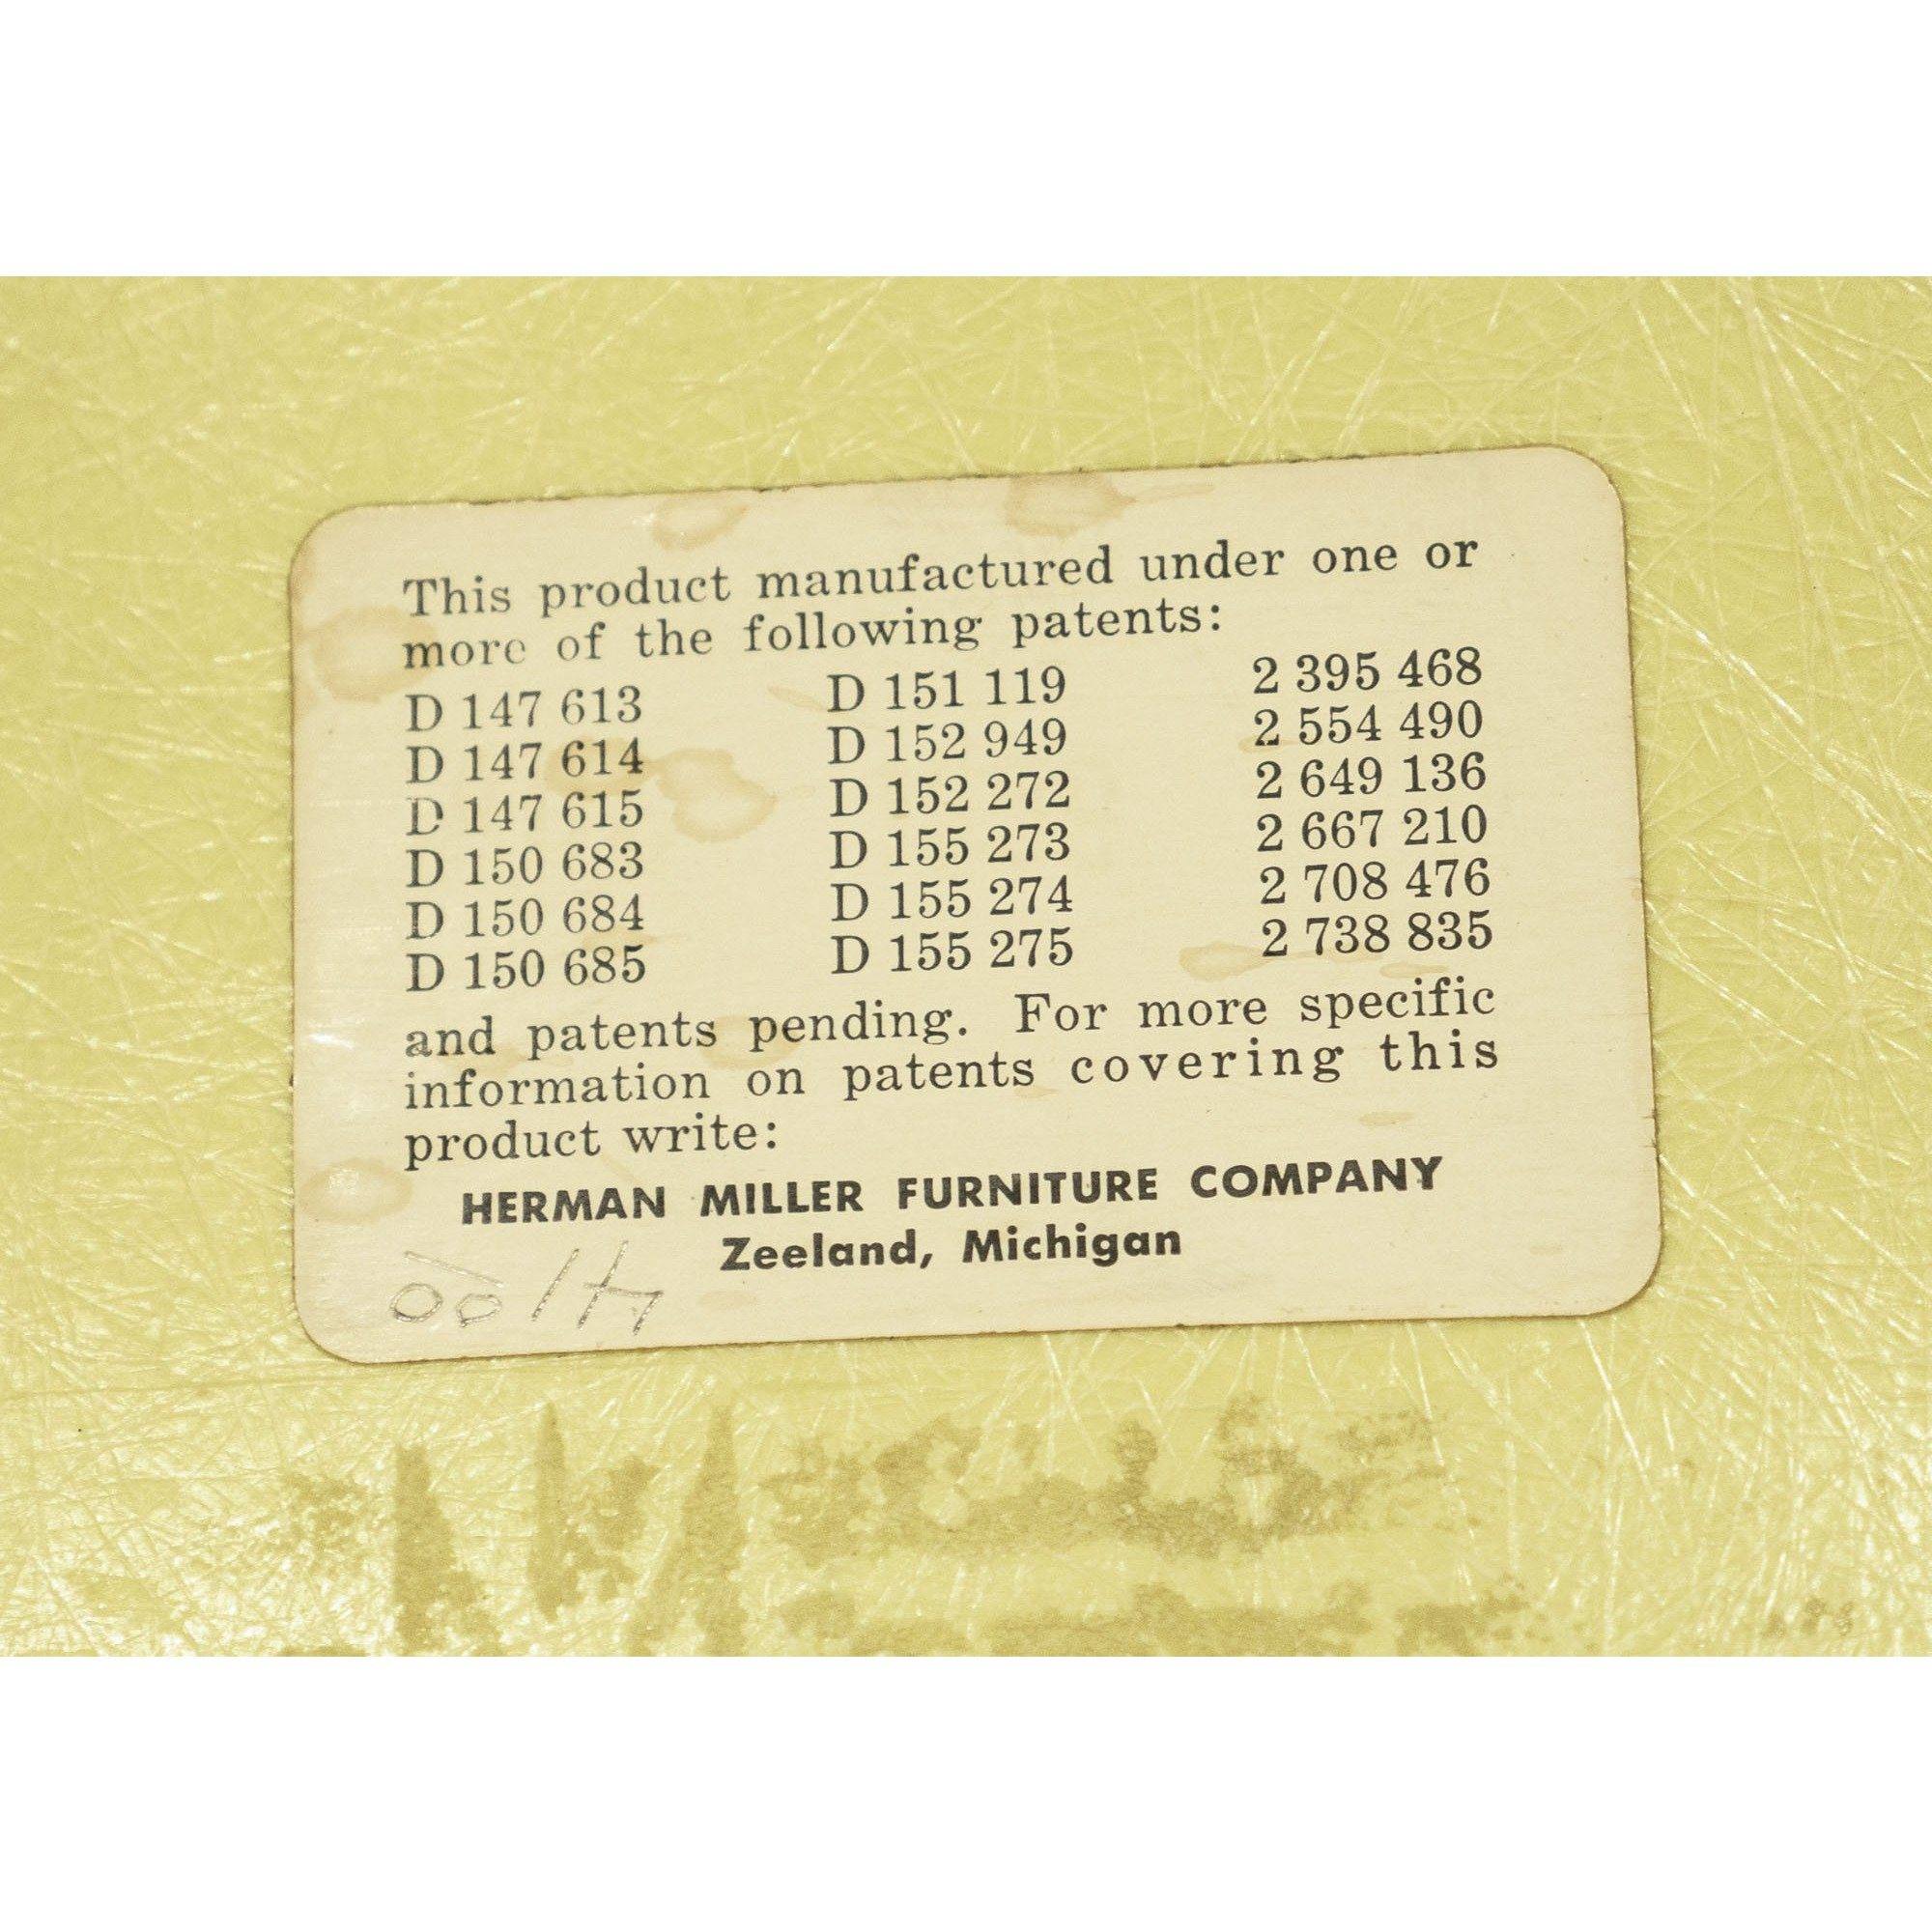 This product manufactured under one or
more of the following patents:
D 147 613 D 151 119 2 395 468
D 147 614 D 152 949 2 554 490
D 147 615 D 152 272 2 649 136
D 150 683 D 155 273 2 667 210
D 150 684 D 155 274 2 708 476
D 150 685 D 155 275 2 738 835
and patents pending. For more specific
information on patents covering this
product write:
HERMAN MILLER FURNITURE COMPANY
Zeeland, Michigan